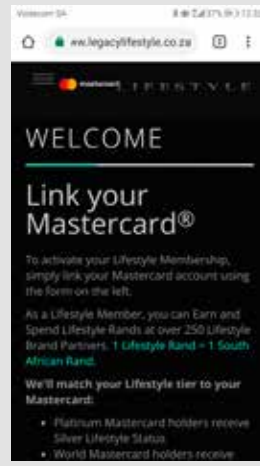 Vodacom SA
ww.legacylifestyle.co.za
mastercard LIFESTYLE
WELCOME
Link your
Mastercard®
To activate your Lifestyle Membership,
simply link your Mastercard account using
the form on the left.
As a Lifestyle Member, you can Earn and
Spend Lifestyle Rands at over 250 Lifestyle
Brand Partners. 1 Lifestyle Rand = 1 South
African Rand.
We'll match your Lifestyle tier to your
Mastercard:
• Platinum Mastercard holders receive
Silver Lifestyle Status
• World Mastercard holders receive